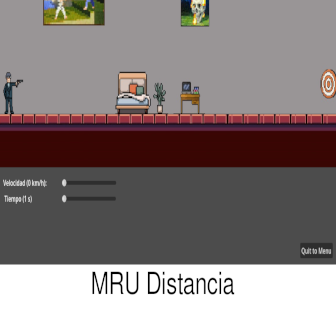 Velocidad (0 km/h):
Tiempo (1 s)
Quit to Menu
MRU Distancia